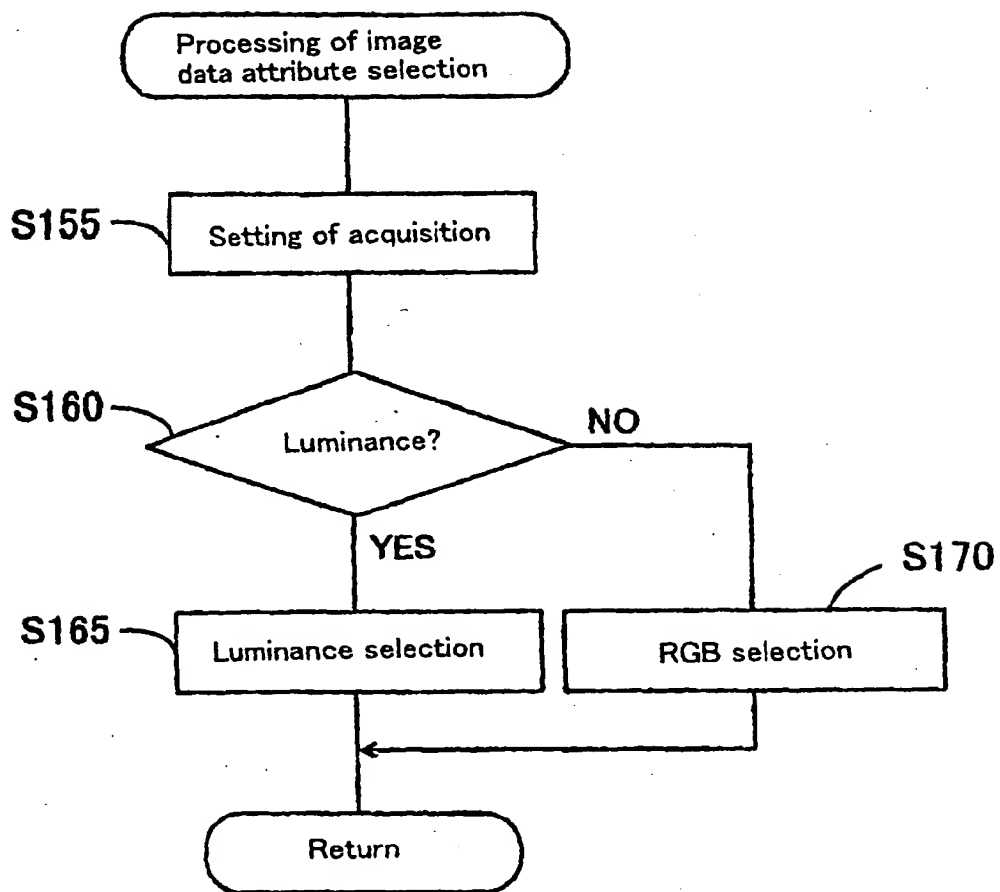 Processing of image
data attribute selection
S155
Setting of acquisition
S160
Luminance?
NO
YES
S170
S165
Luminance selection
RGB selection
Return